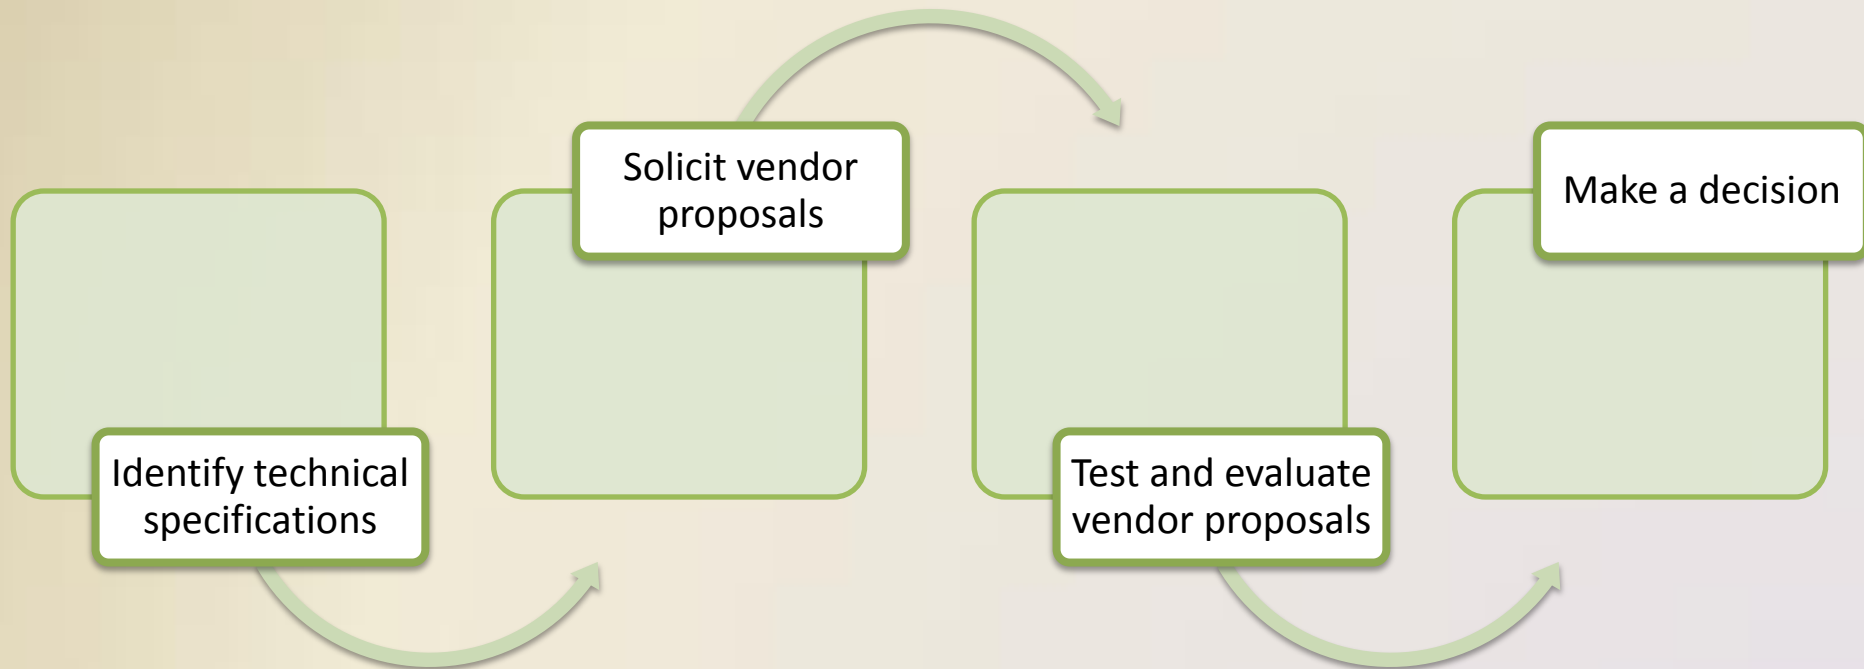 Identify technical
specifications
Solicit vendor
proposals
Test and evaluate
vendor proposals
Make a decision